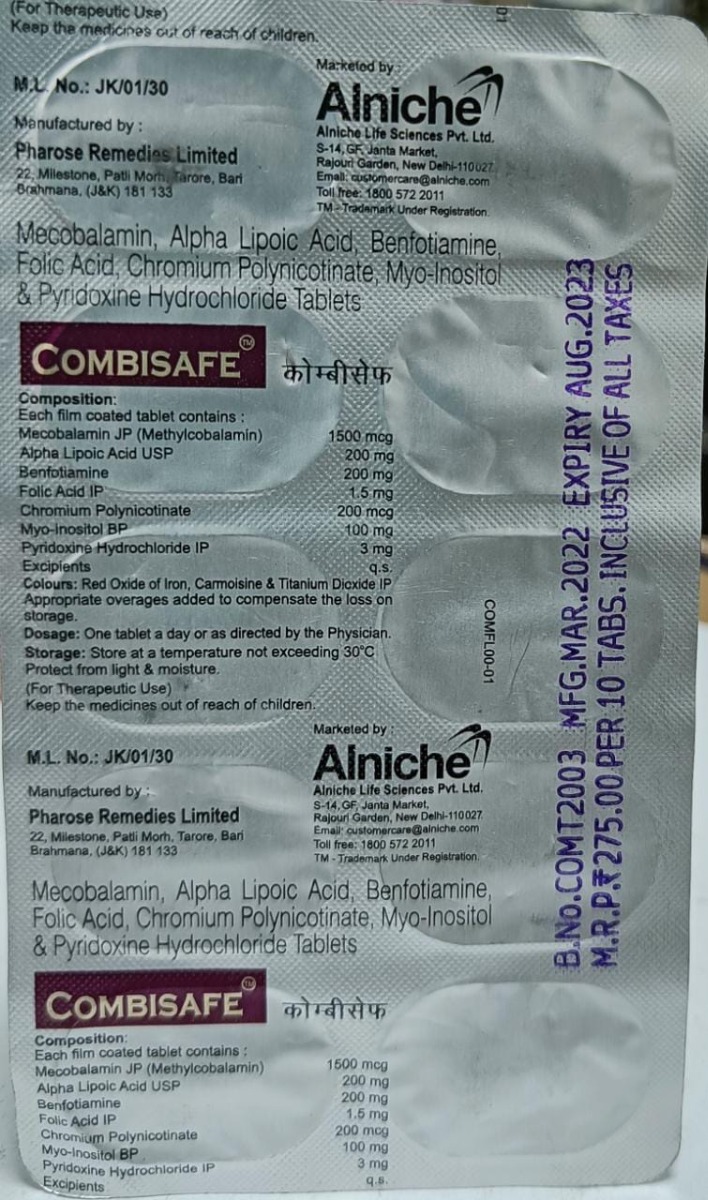 (For Therapeutic Use)
Keep the medicines out of reach of children.
01
M.L. No.: JK/01/30
Manufactured by :
Pharose Remedies Limited
22, Milestone, Patli Morh, Tarore, Bari
Brahmana, (J&K) 181 133
Marketed by :
Alniche
Alniche Life Sciences Pvt. Ltd.
S-14, GF, Janta Market,
Rajouri Garden, New Delhi-110027
Email: customercare@alniche.com
Toll free: 1800 572 2011
TM - Trademark Under Registration.
Mecobalamin, Alpha Lipoic Acid, Benfotiamine,
Folic Acid, Chromium Polynicotinate, Myo-Inositol
& Pyridoxine Hydrochloride Tablets
COMBISAFE TM कोम्बीसेफ
Composition:
Each film coated tablet contains :
Mecobalamin JP (Methylcobalamin) 1500 mcg
Alpha Lipoic Acid USP 200 mg
Benfotiamine 200 mg
Folic Acid IP 1.5 mg
Chromium Polynicotinate 200 mcg
Myo-Inositol BP 100 mg
Pyridoxine Hydrochloride IP 3 mg
Excipients q.s.
Colours: Red Oxide of Iron, Carmoisine & Titanium Dioxide IP
Appropriate overages added to compensate the loss on
storage.
Dosage: One tablet a day or as directed by the Physician.
Storage: Store at a temperature not exceeding 30°C
Protect from light & moisture.
(For Therapeutic Use)
Keep the medicines out of reach of children.
COMFL00-01
M.L. No.: JK/01/30
Manufactured by :
Pharose Remedies Limited
22, Milestone, Patli Morh, Tarore, Bari
Brahmana, (J&K) 181 133
Marketed by :
Alniche
Alniche Life Sciences Pvt. Ltd.
S-14, GF, Janta Market,
Rajouri Garden, New Delhi-110027
Email: customercare@alniche.com
Toll free: 1800 572 2011
TM - Trademark Under Registration.
Mecobalamin, Alpha Lipoic Acid, Benfotiamine,
Folic Acid, Chromium Polynicotinate, Myo-Inositol
& Pyridoxine Hydrochloride Tablets
COMBISAFE TM कोम्बीसेफ
Composition:
Each film coated tablet contains :
Mecobalamin JP (Methylcobalamin) 1500 mcg
Alpha Lipoic Acid USP 200 mg
Benfotiamine 200 mg
Folic Acid IP 1.5 mg
Chromium Polynicotinate 200 mcg
Myo-Inositol BP 100 mg
Pyridoxine Hydrochloride IP 3 mg
Excipients q.s.
B.No.COMT2003 MFG.MAR.2022 EXPIRY AUG.2023
M.R.P.₹275.00 PER 10 TABS. INCLUSIVE OF ALL TAXES